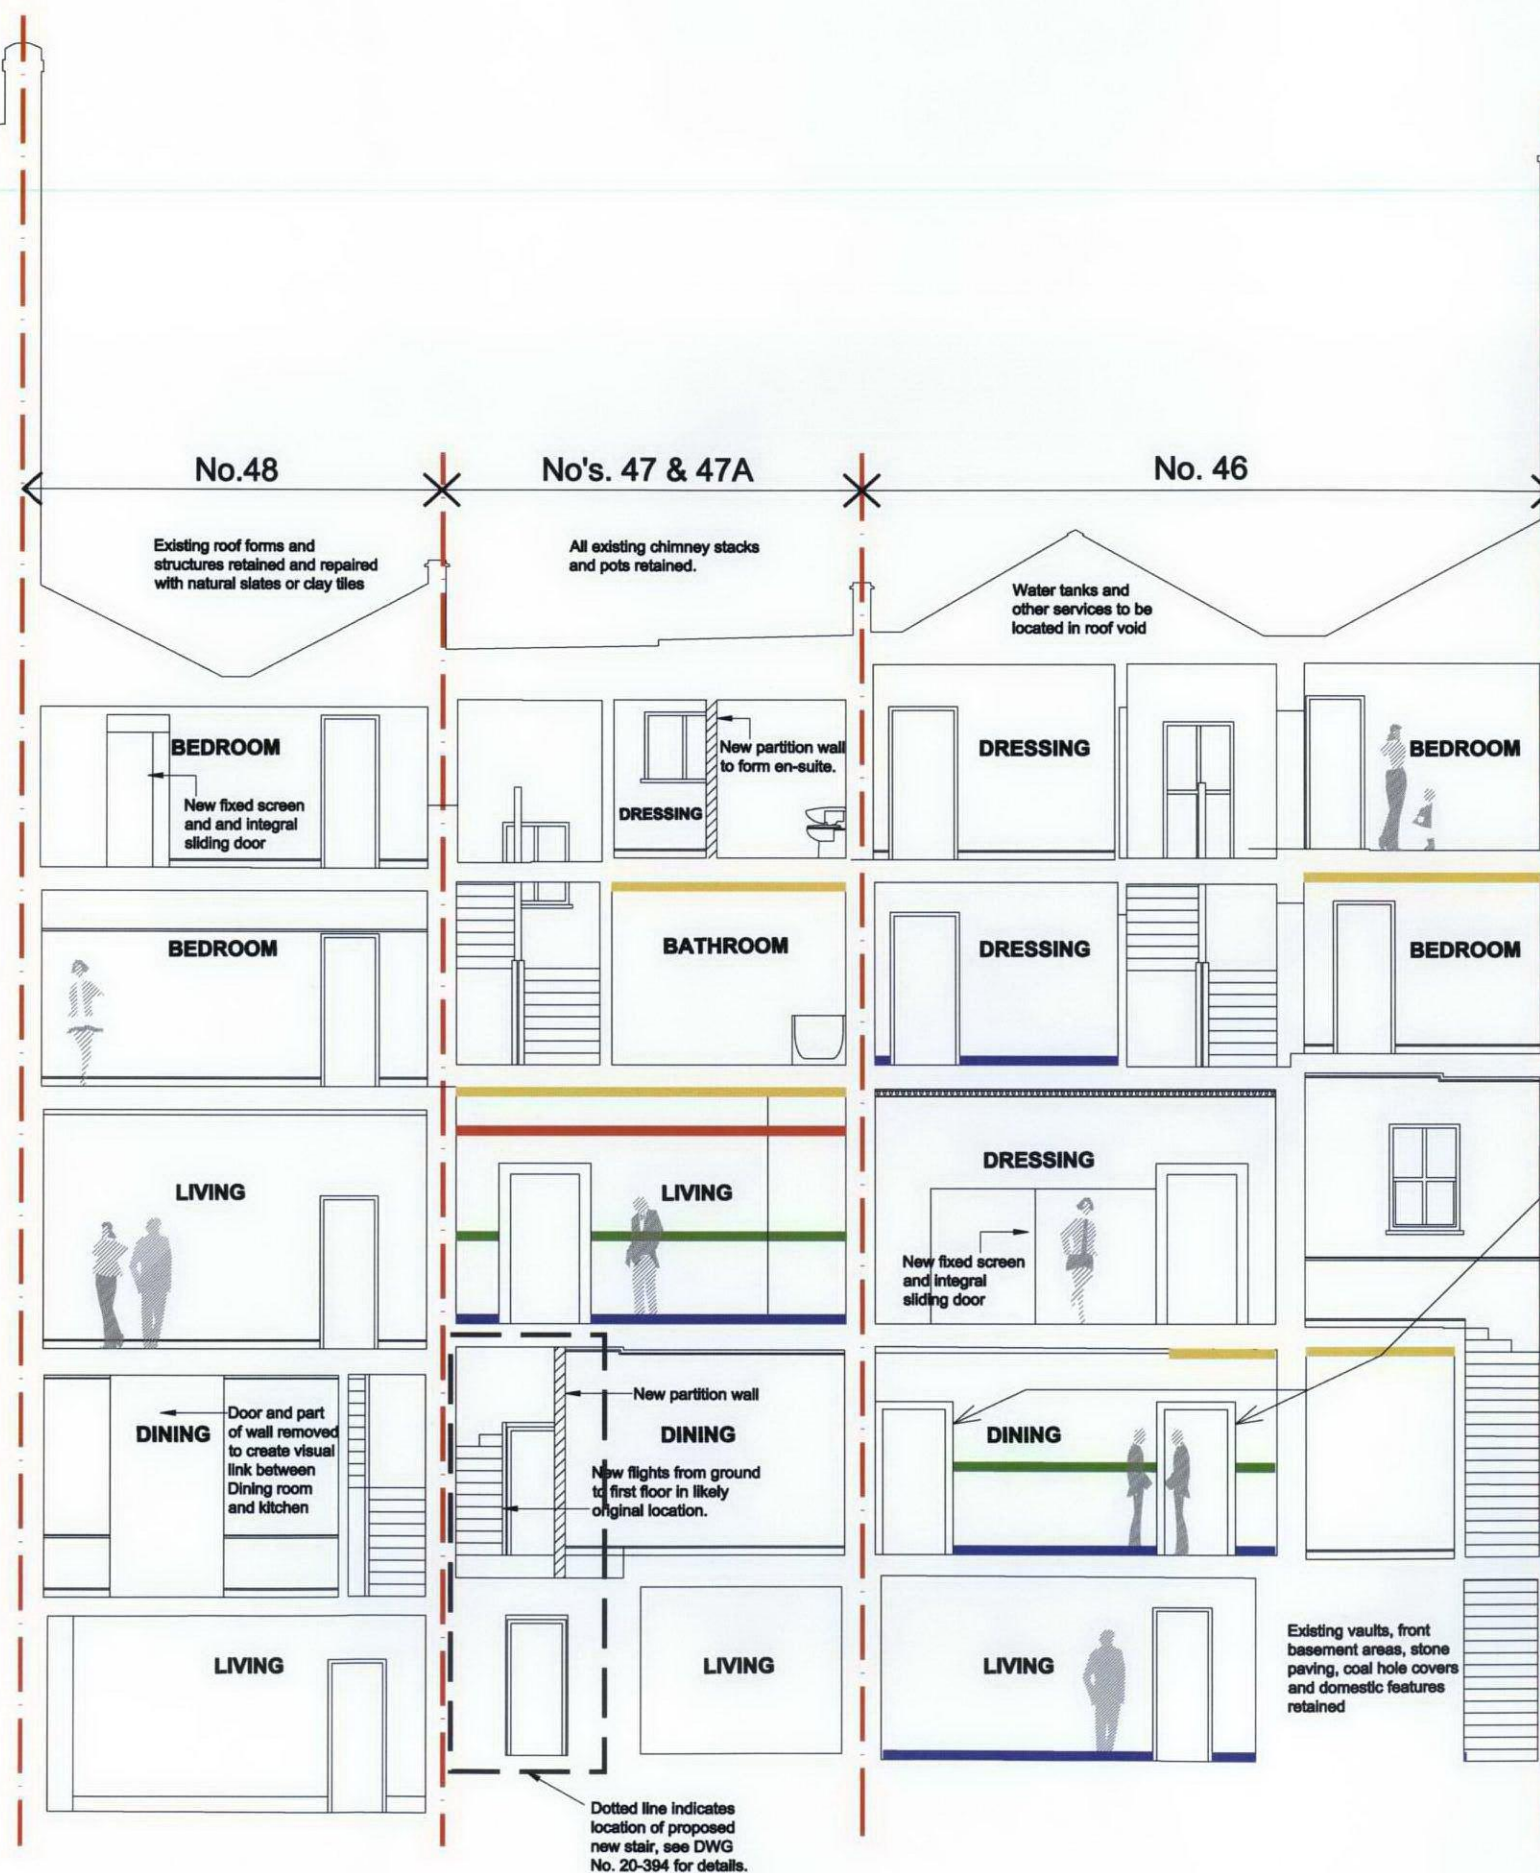 No.48
No's. 47 & 47A
No. 46
Existing roof forms and
structures retained and repaired
with natural slates or clay tiles
All existing chimney stacks
and pots retained.
Water tanks and
other services to be
located in roof void
BEDROOM
New fixed screen
and and integral
sliding door
New partition wall
to form en-suite.
DRESSING
DRESSING
BEDROOM
BEDROOM
BATHROOM
DRESSING
BEDROOM
LIVING
LIVING
DRESSING
New fixed screen
and integral
sliding door
DINING
Door and part
of wall removed
to create visual
link between
Dining room
and kitchen
New partition wall
DINING
New flights from ground
to first floor in likely
original location.
DINING
LIVING
LIVING
LIVING
Existing vaults, front
basement areas, stone
paving, coal hole covers
and domestic features
retained
Dotted line indicates
location of proposed
new stair, see DWG
No. 20-394 for details.